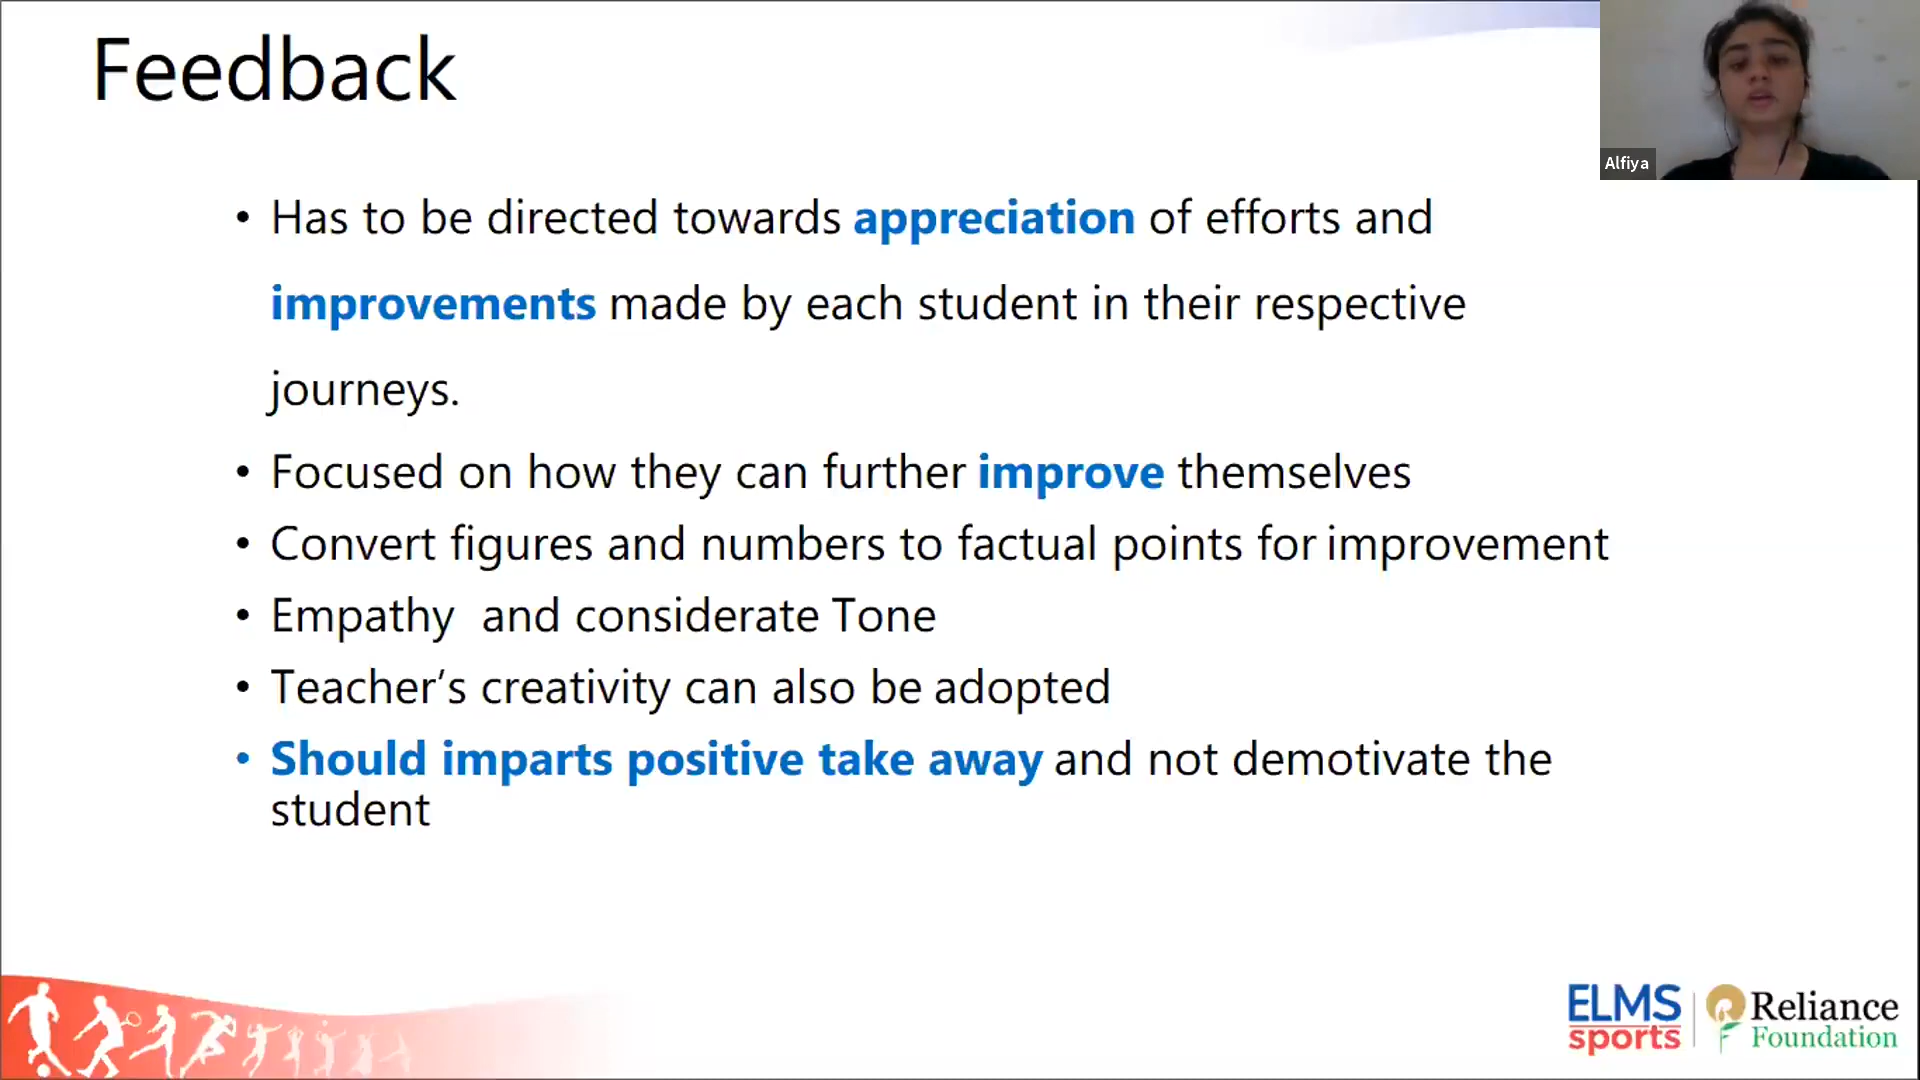 Feedback
Alfiya
• Has to be directed towards appreciation of efforts and
improvements made by each student in their respective
journeys.
• Focused on how they can further improve themselves
• Convert figures and numbers to factual points for improvement
• Empathy  and considerate Tone
• Teacher’s creativity can also be adopted
• Should imparts positive take away and not demotivate the
student
ELMS
sports
Reliance
Foundation